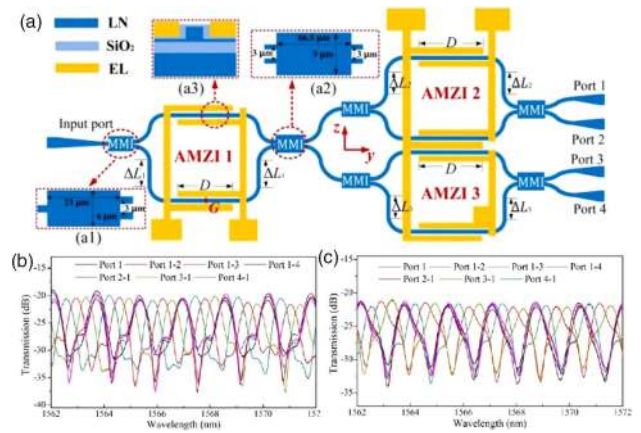 (a)
LN
SiO₂
EL
(a3)
66.5 μm
3 μm
9 μm
3 μm
(a2)
D
ΔL₂
ΔL₂
AMZI 2
Port 1
Port 2
Input port
MMI
MMI
MMI
MMI
MMI
MMI
AMZI 1
z
y
ΔL₁
D
ΔL₁
G
D
Port 3
Port 4
AMZI 3
ΔL₃
ΔL₃
3 μm
6 μm
(a1)
(b)
Port 1 Port 1-2 Port 1-3 Port 1-4
Port 2-1 Port 3-1 Port 4-1
Transmission (dB)
-15
-20
-25
-30
-35
-40
1562 1564 1566 1568 1570 157
Wavelength (nm)
(c)
Port 1 Port 1-2 Port 1-3 Port 1-4
Port 2-1 Port 3-1 Port 4-1
Transmission (dB)
-15
-20
-25
-30
-35
1562 1564 1566 1568 1570 1572
Wavelength (nm)